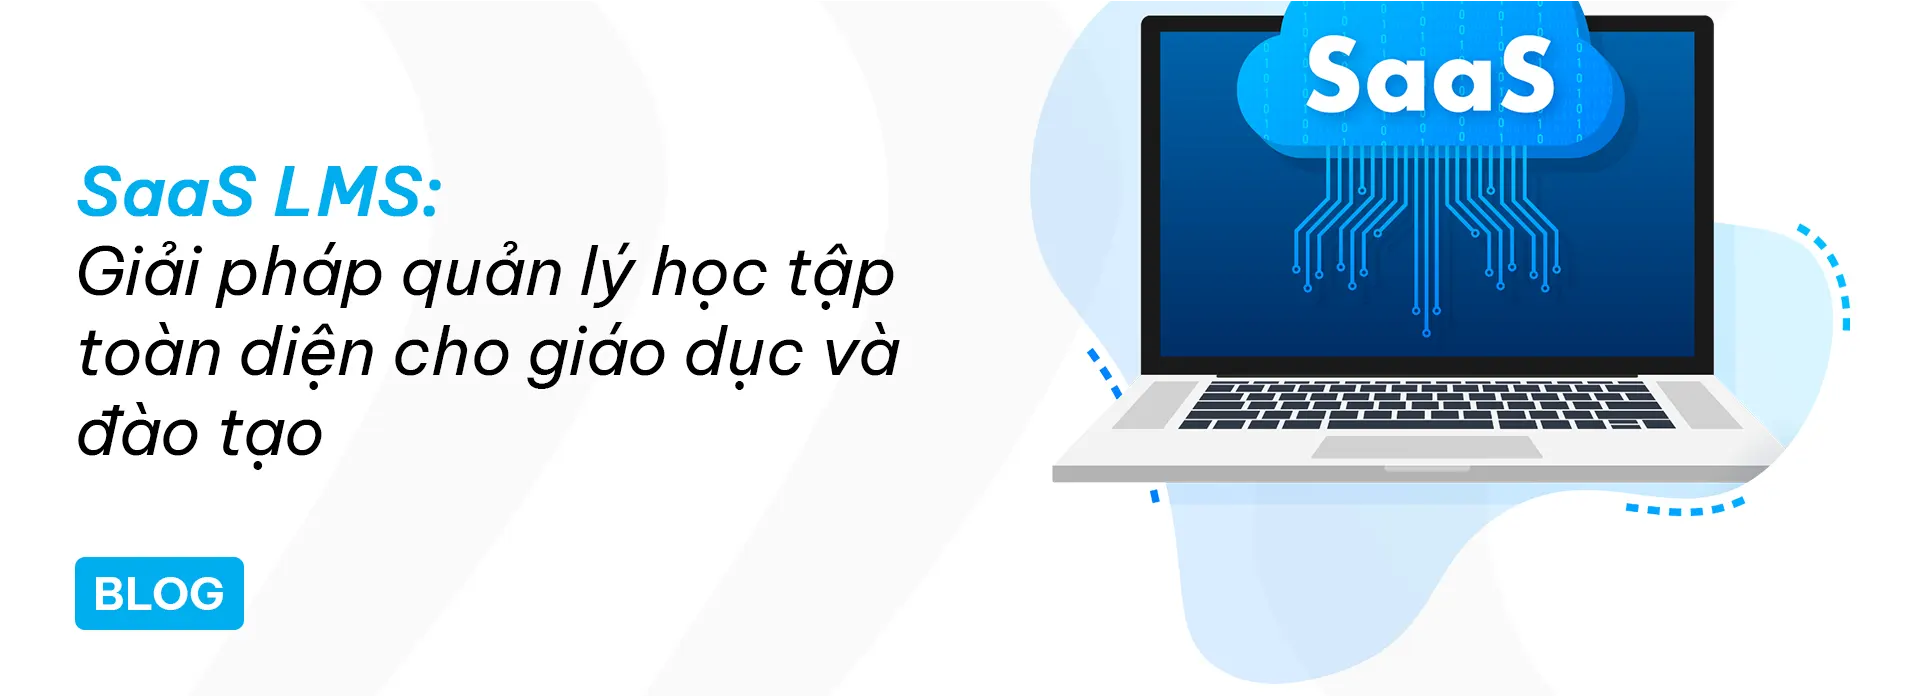 SaaS
SaaS LMS:
Giải pháp quản lý học tập
toàn diện cho giáo dục và
đào tạo
BLOG